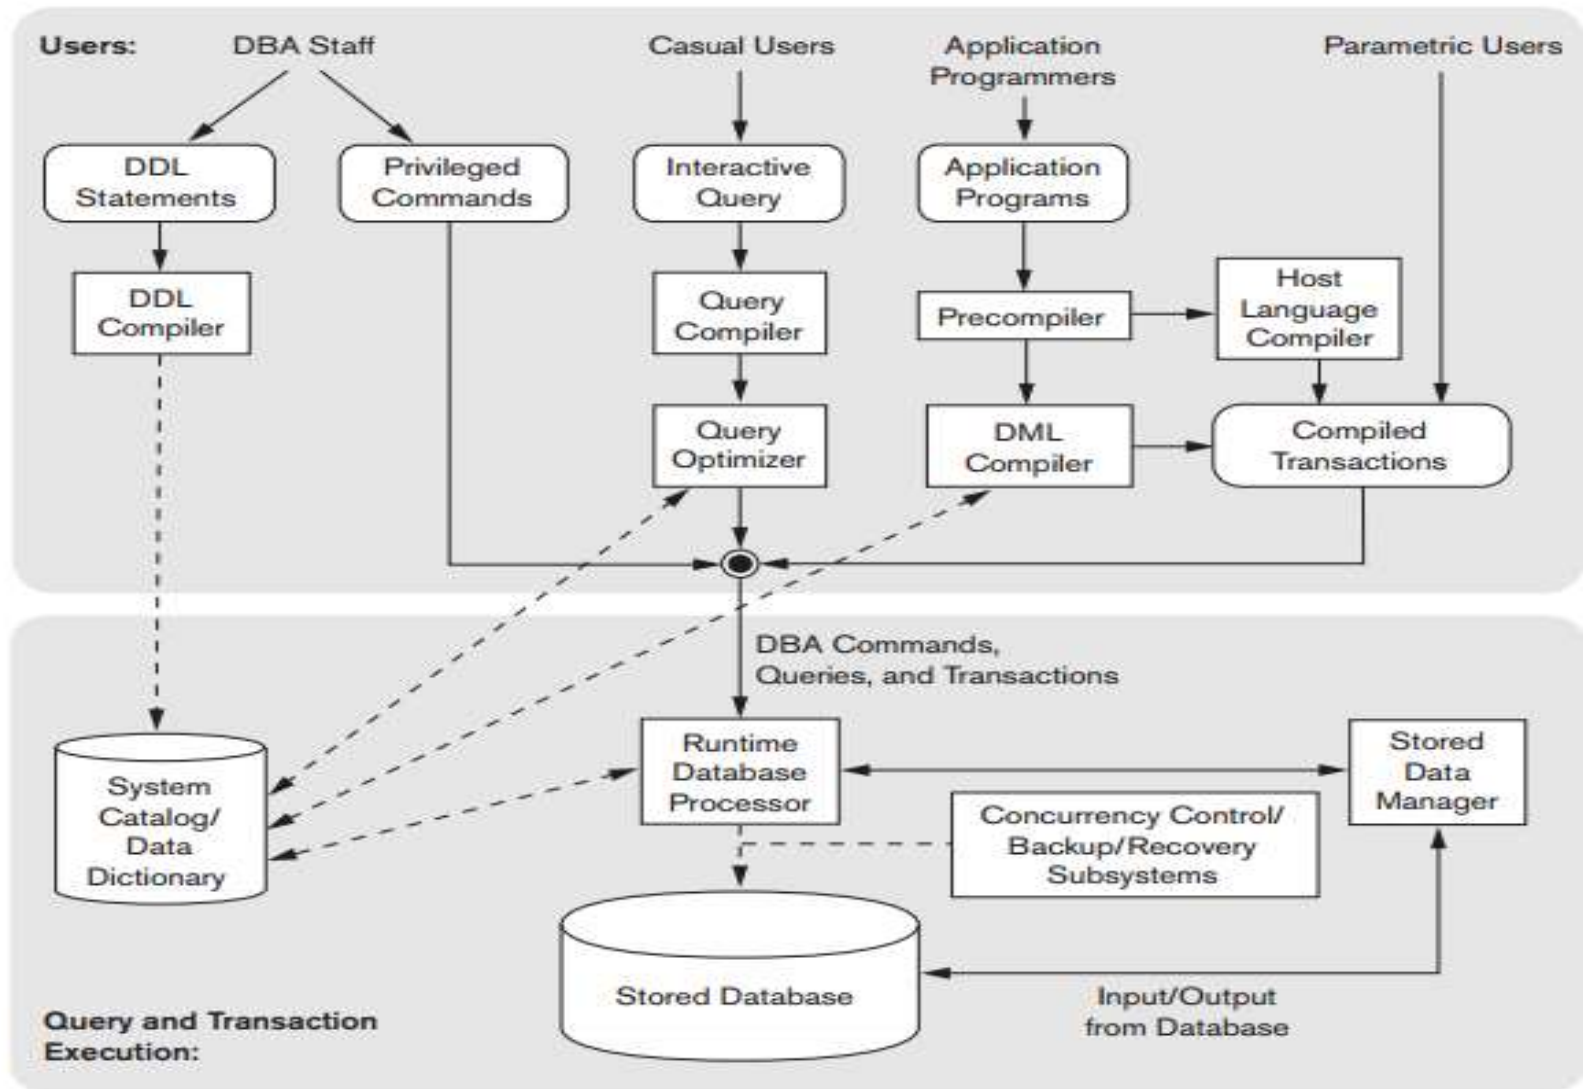 Users:
DBA Staff
Casual Users
Application
Programmers
Parametric Users
DDL
Statements
Privileged
Commands
Interactive
Query
Application
Programs
DDL
Compiler
Query
Compiler
Precompiler
Host
Language
Compiler
Query
Optimizer
DML
Compiler
Compiled
Transactions
DBA Commands,
Queries, and Transactions
System
Catalog/
Data
Dictionary
Runtime
Database
Processor
Stored
Data
Manager
Concurrency Control/
Backup/Recovery
Subsystems
Stored Database
Input/Output
from Database
Query and Transaction
Execution: